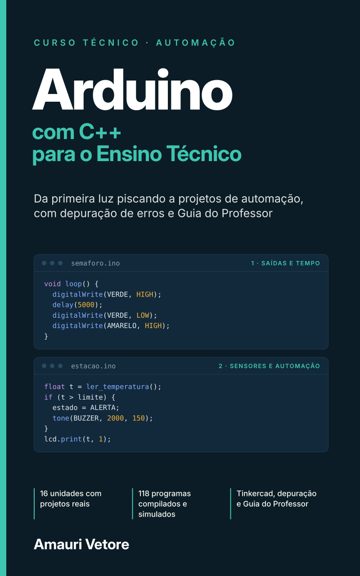 CURSO TÉCNICO · AUTOMAÇÃO
Arduino
com C++
para o Ensino Técnico
Da primeira luz piscando a projetos de automação,
com depuração de erros e Guia do Professor
semaforo.ino
1 · SAÍDAS E TEMPO
void loop() {
  digitalWrite(VERDE, HIGH);
  delay(5000);
  digitalWrite(VERDE, LOW);
  digitalWrite(AMARELO, HIGH);
}
estacao.ino
2 · SENSORES E AUTOMAÇÃO
float t = ler_temperatura();
if (t > limite) {
  estado = ALERTA;
  tone(BUZZER, 2000, 150);
}
lcd.print(t, 1);
16 unidades com
projetos reais
118 programas
compilados e
simulados
Tinkercad, depuração
e Guia do Professor
Amauri Vetore